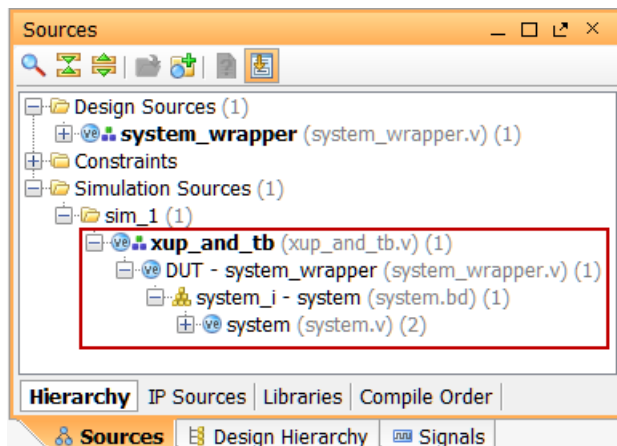 Sources
Design Sources (1)
system_wrapper (system_wrapper.v) (1)
Constraints
Simulation Sources (1)
sim_1 (1)
xup_and_tb (xup_and_tb.v) (1)
DUT - system_wrapper (system_wrapper.v) (1)
system_i - system (system.bd) (1)
system (system.v) (2)
Hierarchy IP Sources Libraries Compile Order
Sources Design Hierarchy Signals